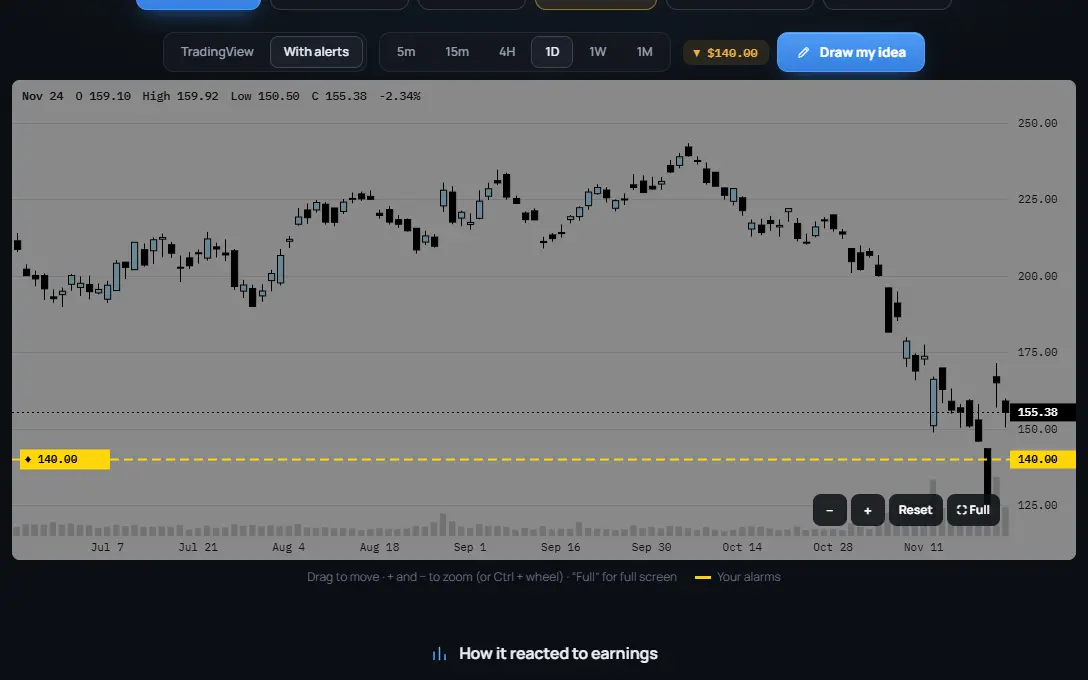 TradingView With alerts 5m 15m 4H 1D 1W 1M ▼ $140.00 Draw my idea
Nov 24 O 159.10 High 159.92 Low 150.50 C 155.38 -2.34%
250.00
225.00
200.00
175.00
155.38
150.00
♦ 140.00 140.00
125.00
− + Reset Full
Jul 7 Jul 21 Aug 4 Aug 18 Sep 1 Sep 16 Sep 30 Oct 14 Oct 28 Nov 11
Drag to move · + and − to zoom (or Ctrl + wheel) · "Full" for full screen Your alarms
How it reacted to earnings